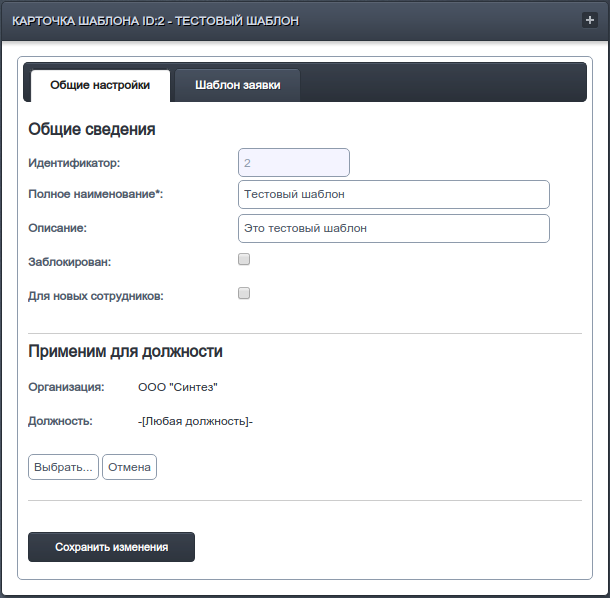 КАРТОЧКА ШАБЛОНА ID:2 - ТЕСТОВЫЙ ШАБЛОН
Общие настройки Шаблон заявки
Общие сведения
Идентификатор: 2
Полное наименование*: Тестовый шаблон
Описание: Это тестовый шаблон
Заблокирован:
Для новых сотрудников:
Применим для должности
Организация: ООО "Синтез"
Должность: -[Любая должность]-
Выбрать... Отмена
Сохранить изменения